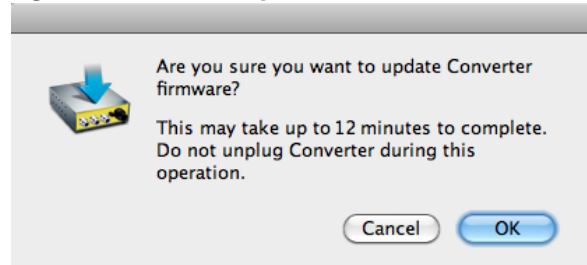 Are you sure you want to update Converter
firmware?
This may take up to 12 minutes to complete.
Do not unplug Converter during this
operation.
Cancel
OK